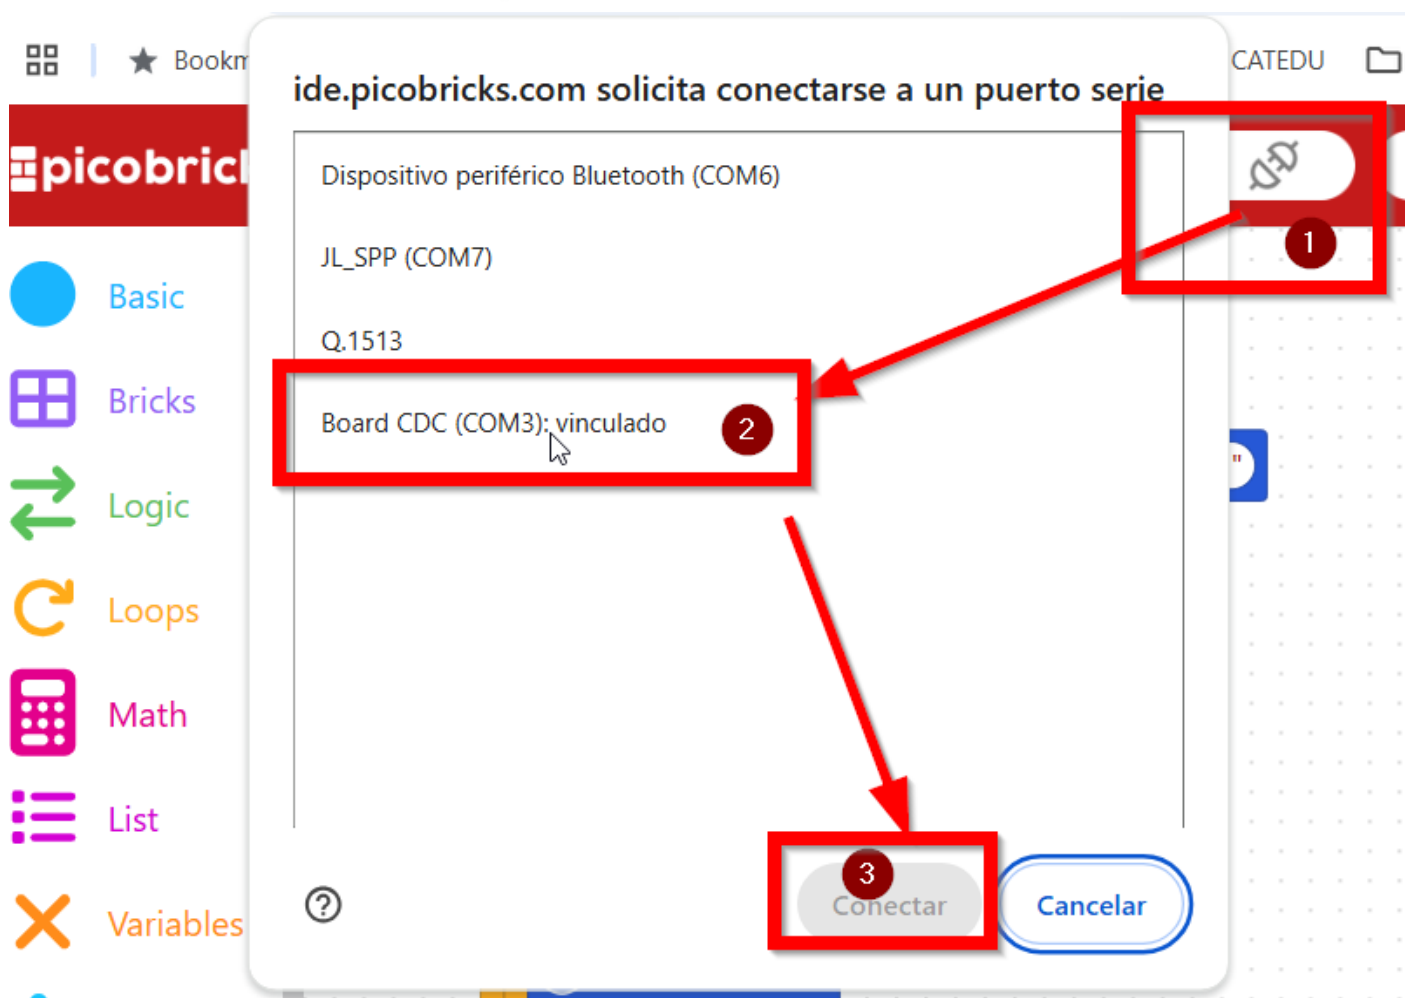 Bookm
CATEDU
ide.picobricks.com solicita conectarse a un puerto serie
picobric
Dispositivo periférico Bluetooth (COM6)
JL_SPP (COM7)
Q.1513
Board CDC (COM3): vinculado
1
2
"
Basic
Bricks
Logic
Loops
Math
List
Variables
3
Conectar
Cancelar